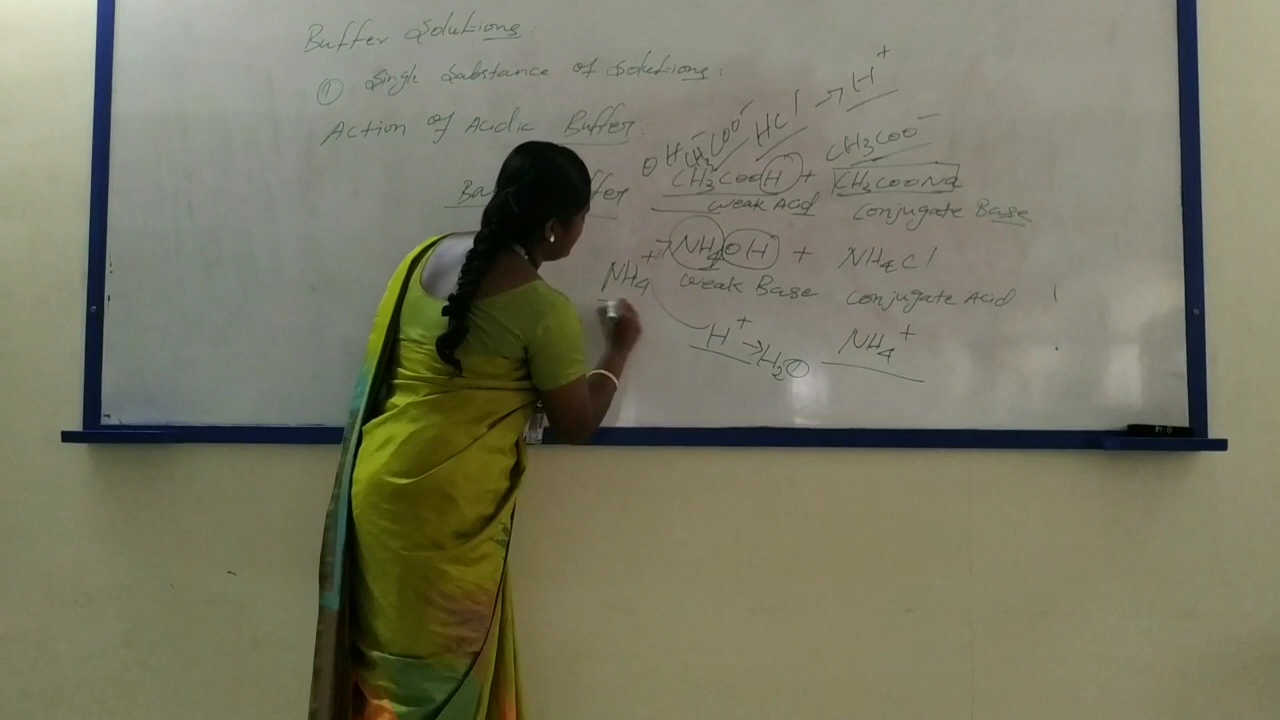 Buffer Solutions
① Single Substance of Solutions:
Action of Acidic Buffer:
OH⁻ CH₃COO⁻ HCl → H⁺
CH₃COO⁻
CH₃COOH + CH₃COONa
weak Acid Conjugate Base
NH₄OH + NH₄Cl
NH₄⁺ weak Base Conjugate Acid
H⁺ → H₂O NH₄⁺